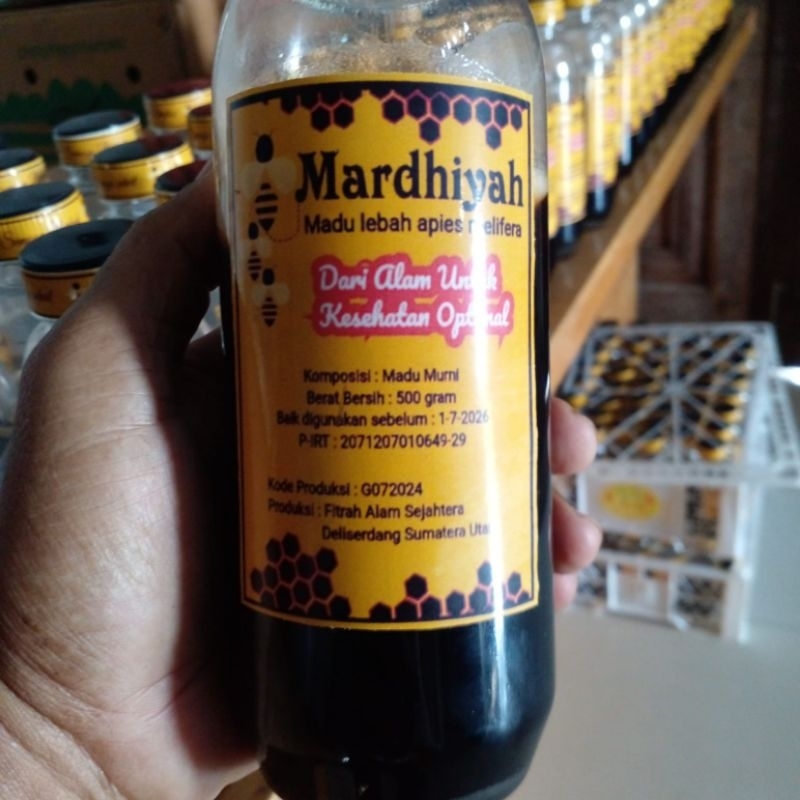 Mardhiyah
Madu lebah apies melifera
Dari Alam Untuk
Kesehatan Optimal
Komposisi : Madu Murni
Berat Bersih : 500 gram
Baik digunakan sebelum : 1-7-2026
P-IRT : 2071207010649-29
Kode Produksi : G072024
Produksi : Fitrah Alam Sejahtera
Deliserdang Sumatera Utara